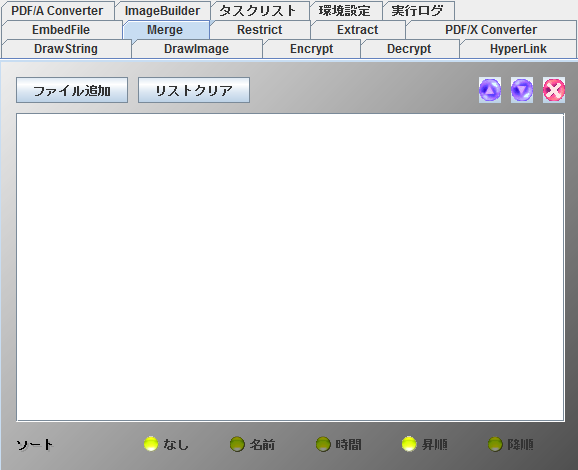 PDF/A Converter ImageBuilder タスクリスト 環境設定 実行ログ
EmbedFile Merge Restrict Extract PDF/X Converter
DrawString DrawImage Encrypt Decrypt HyperLink
ファイル追加 リストクリア
ソート なし 名前 時間 昇順 降順